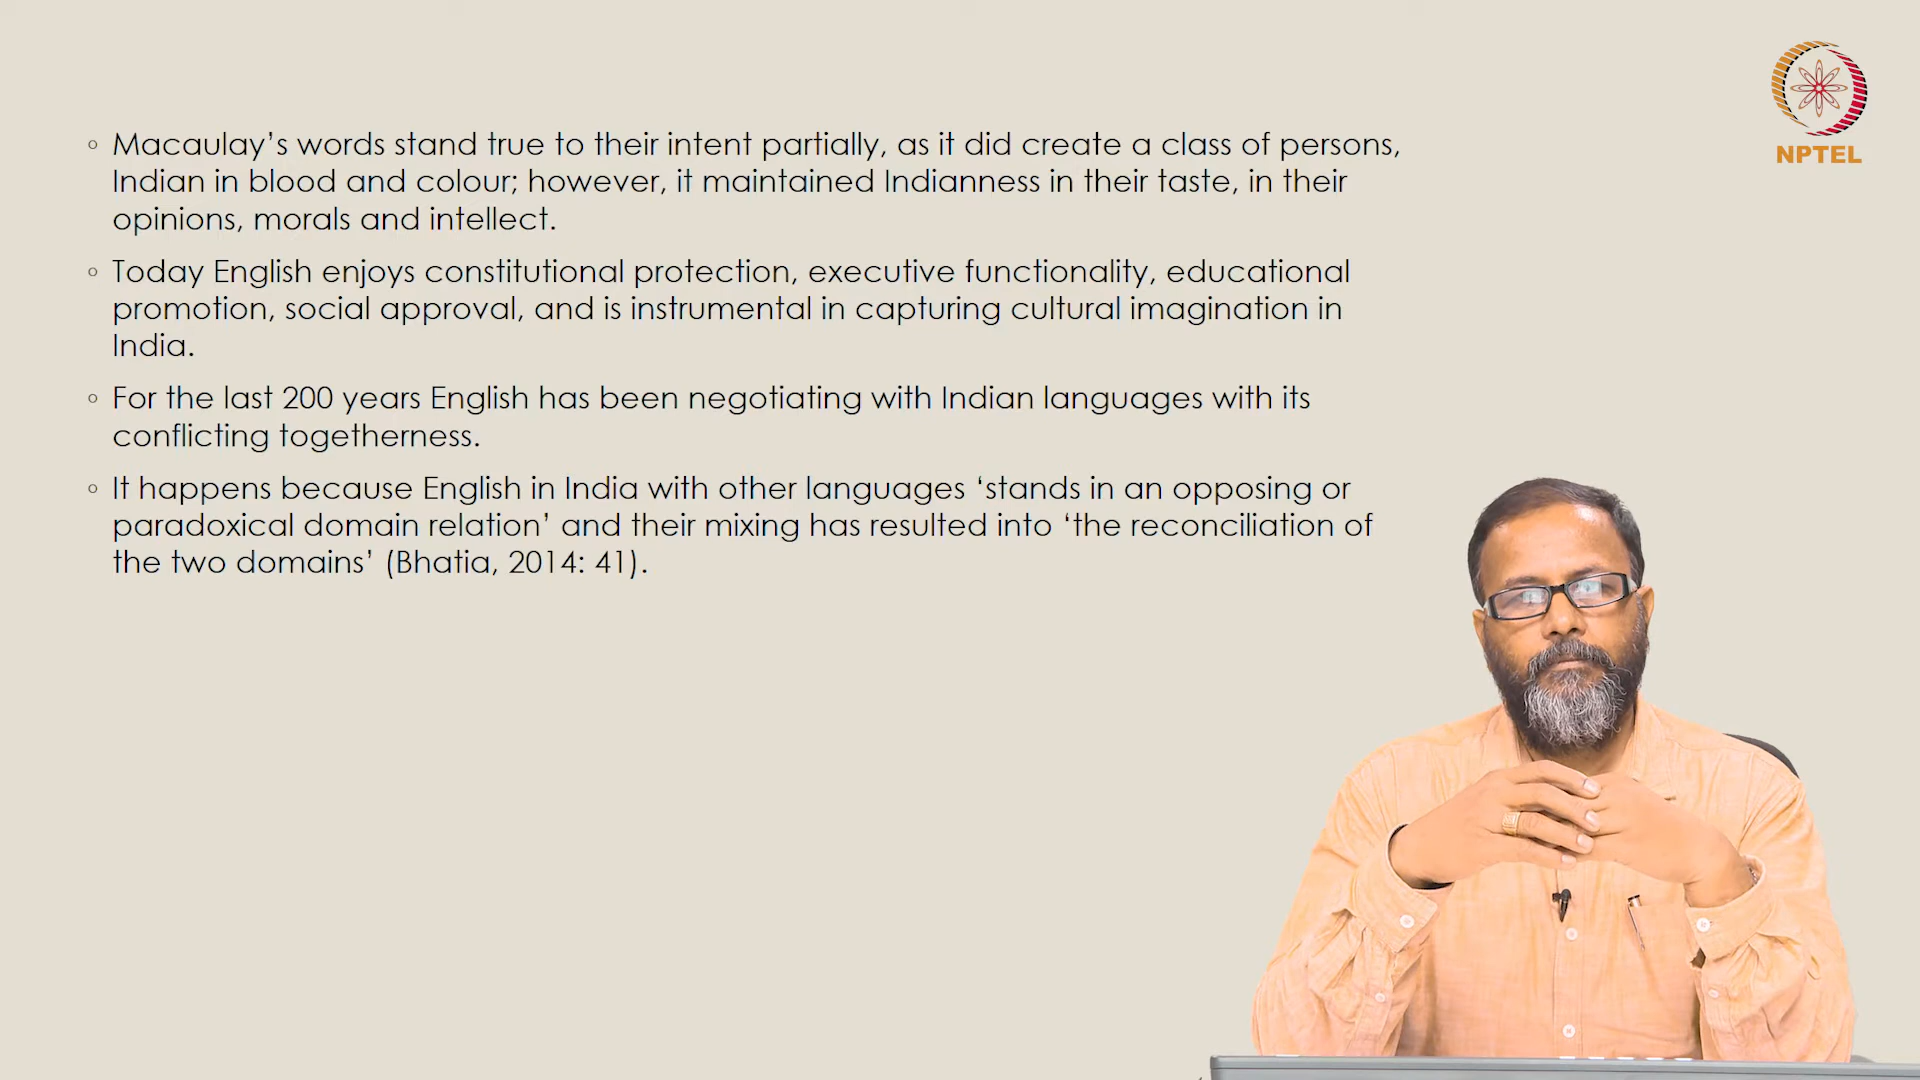 NPTEL
◦ Macaulay’s words stand true to their intent partially, as it did create a class of persons,
Indian in blood and colour; however, it maintained Indianness in their taste, in their
opinions, morals and intellect.
◦ Today English enjoys constitutional protection, executive functionality, educational
promotion, social approval, and is instrumental in capturing cultural imagination in
India.
◦ For the last 200 years English has been negotiating with Indian languages with its
conflicting togetherness.
◦ It happens because English in India with other languages ‘stands in an opposing or
paradoxical domain relation’ and their mixing has resulted into ‘the reconciliation of
the two domains’ (Bhatia, 2014: 41).